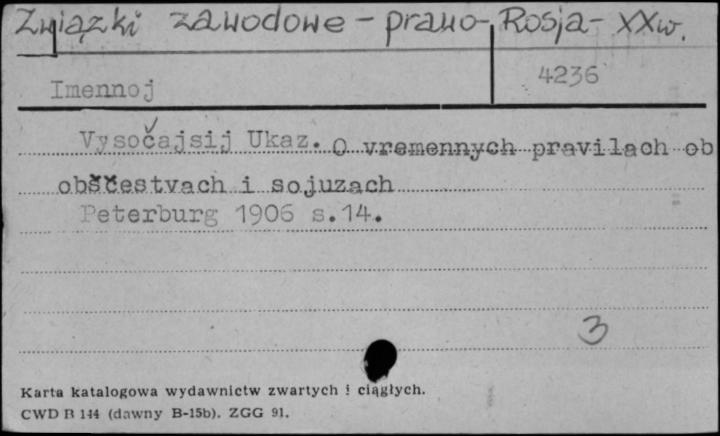 Związki zawodowe - prawo - Rosja - XX w.
Imennoj
4236
Vysočajsij Ukaz. O vremennych pravilach ob
obščestvach i sojuzach
Peterburg 1906 s.14.
3
Karta katalogowa wydawnictw zwartych i ciągłych.
CWD B 144 (dawny B-15b). ZGG 91.